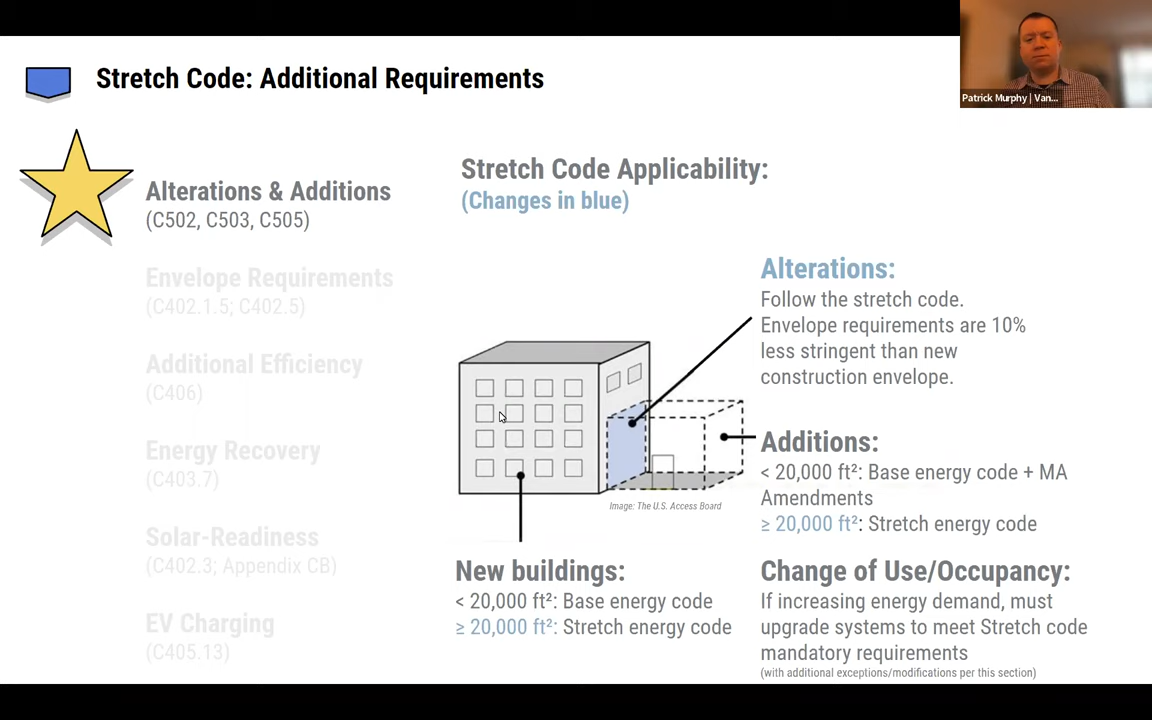 Stretch Code: Additional Requirements
Patrick Murphy | Van...
Alterations & Additions
(C502, C503, C505)
Envelope Requirements
(C402.1.5; C402.5)
Additional Efficiency
(C406)
Energy Recovery
(C403.7)
Solar-Readiness
(C402.3; Appendix CB)
EV Charging
(C405.13)
Stretch Code Applicability:
(Changes in blue)
Alterations:
Follow the stretch code.
Envelope requirements are 10%
less stringent than new
construction envelope.
Additions:
< 20,000 ft²: Base energy code + MA
Amendments
≥ 20,000 ft²: Stretch energy code
Image: The U.S. Access Board
New buildings:
< 20,000 ft²: Base energy code
≥ 20,000 ft²: Stretch energy code
Change of Use/Occupancy:
If increasing energy demand, must
upgrade systems to meet Stretch code
mandatory requirements
(with additional exceptions/modifications per this section)